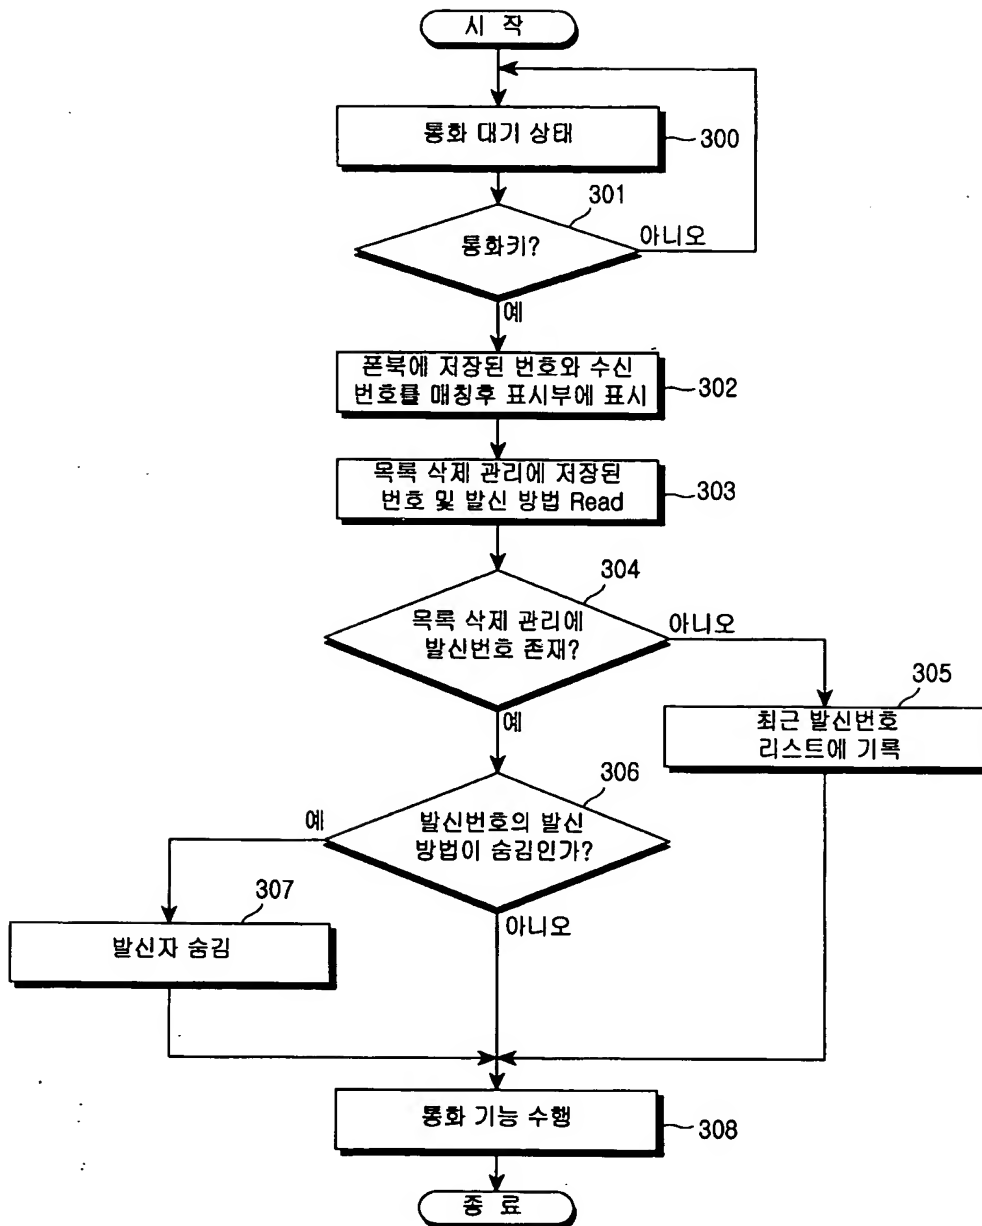 시 작
통화 대기 상태
300
301
통화키?
아니오
예
폰북에 저장된 번호와 수신
번호를 매칭후 표시부에 표시
302
목록 삭제 관리에 저장된
번호 및 발신 방법 Read
303
304
목록 삭제 관리에
발신번호 존재?
아니오
예
305
최근 발신번호
리스트에 기록
306
발신번호의 발신
방법이 숨김인가?
예
아니오
307
발신자 숨김
통화 기능 수행
308
종 료